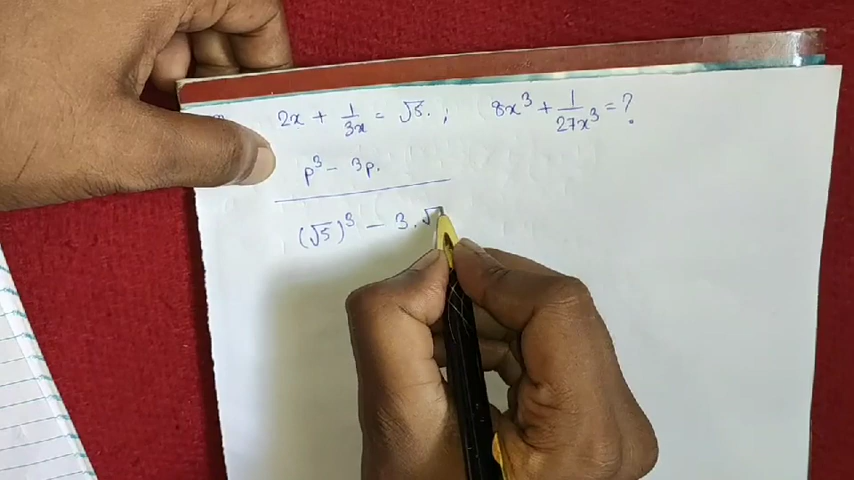 2x + 1/3x = √5. ; 8x³ + 1/27x³ = ?
p³ - 3p.
(√5)³ - 3. √